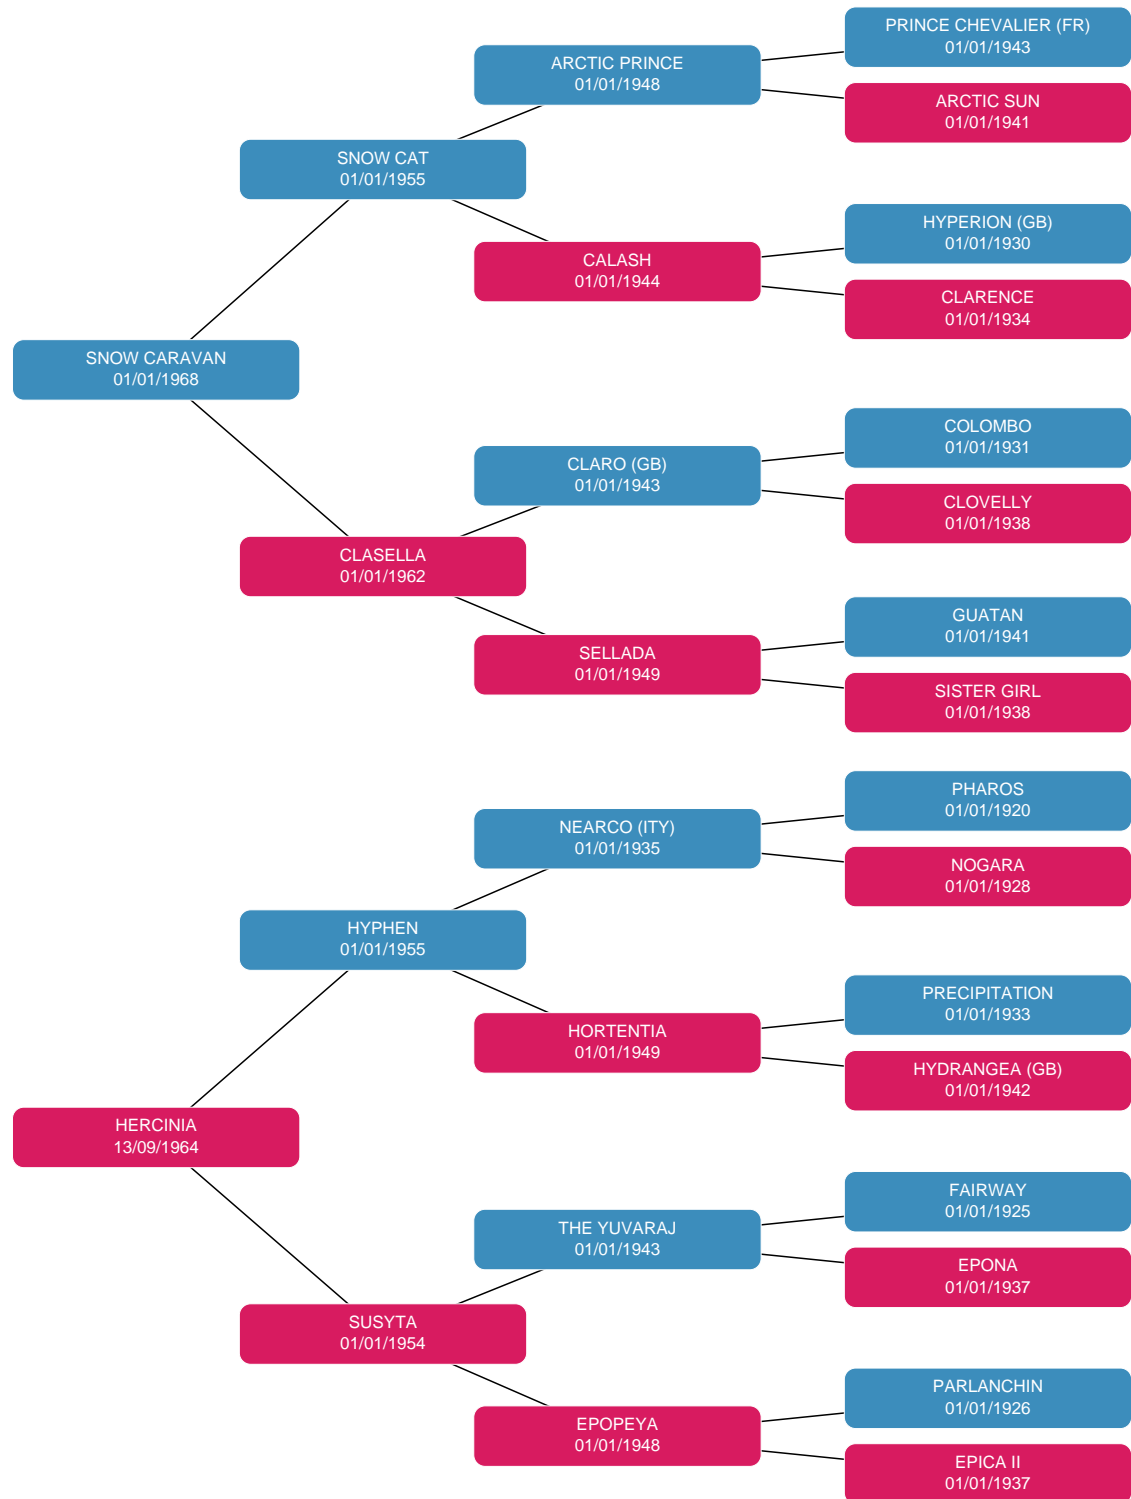 PRINCE CHEVALIER (FR)
01/01/1943
ARCTIC PRINCE
01/01/1948
ARCTIC SUN
01/01/1941
SNOW CAT
01/01/1955
HYPERION (GB)
01/01/1930
CALASH
01/01/1944
CLARENCE
01/01/1934
SNOW CARAVAN
01/01/1968
COLOMBO
01/01/1931
CLARO (GB)
01/01/1943
CLOVELLY
01/01/1938
CLASELLA
01/01/1962
GUATAN
01/01/1941
SELLADA
01/01/1949
SISTER GIRL
01/01/1938
PHAROS
01/01/1920
NEARCO (ITY)
01/01/1935
NOGARA
01/01/1928
HYPHEN
01/01/1955
PRECIPITATION
01/01/1933
HORTENTIA
01/01/1949
HYDRANGEA (GB)
01/01/1942
HERCINIA
13/09/1964
FAIRWAY
01/01/1925
THE YUVARAJ
01/01/1943
EPONA
01/01/1937
SUSYTA
01/01/1954
PARLANCHIN
01/01/1926
EPOPEYA
01/01/1948
EPICA II
01/01/1937